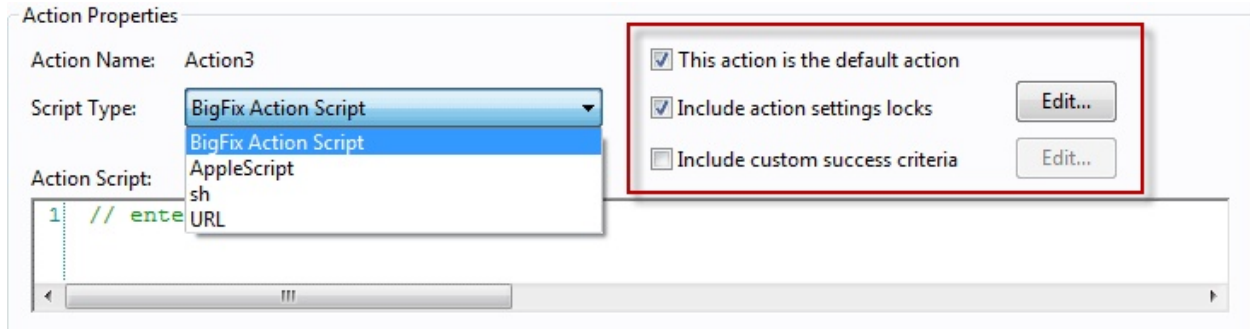 Action Properties
Action Name: Action3
Script Type: BigFix Action Script
BigFix Action Script
AppleScript
sh
URL
This action is the default action
Include action settings locks Edit...
Include custom success criteria Edit...
Action Script:
1 // ente